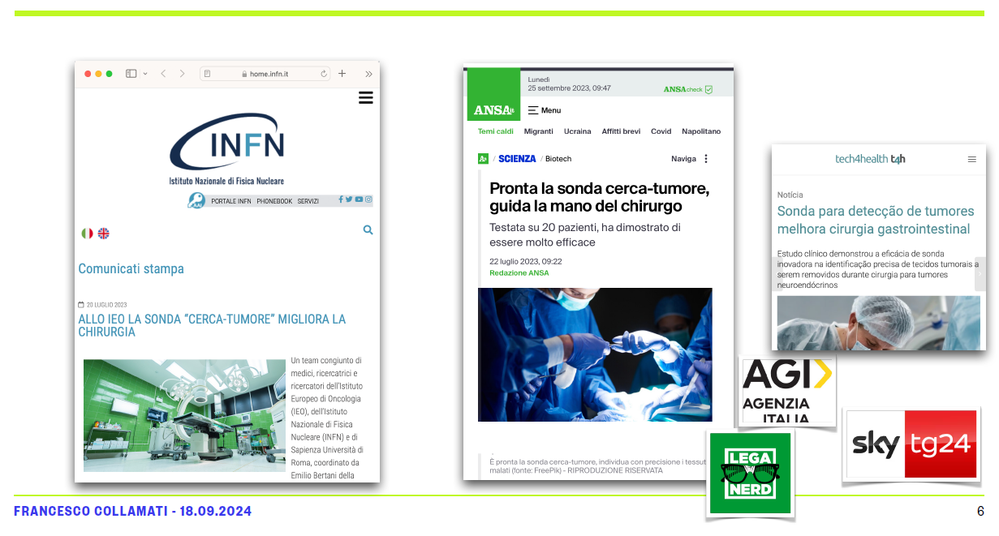 home.infn.it
INFN
Istituto Nazionale di Fisica Nucleare
AAI
PORTALE INFN PHONEBOOK SERVIZI
Comunicati stampa
20 LUGLIO 2023
ALLO IEO LA SONDA “CERCA-TUMORE” MIGLIORA LA
CHIRURGIA
Un team congiunto di
medici, ricercatrici e
ricercatori dell'Istituto
Europeo di Oncologia
(IEO), dell'Istituto
Nazionale di Fisica
Nucleare (INFN) e di
Sapienza Università di
Roma, coordinato da
Emilio Bertani della
Lunedì
25 settembre 2023, 09:47
ANSA check
ANSA.it
Menu
Temi caldi Migranti Ucraina Affitti brevi Covid Napolitano
/ SCIENZA / Biotech
Naviga
Pronta la sonda cerca-tumore,
guida la mano del chirurgo
Testata su 20 pazienti, ha dimostrato di
essere molto efficace
22 luglio 2023, 09:22
Redazione ANSA
È pronta la sonda cerca-tumore, individua con precisione i tessut
malati (fonte: FreePik) - RIPRODUZIONE RISERVATA
tech4health t4h
Notícia
Sonda para detecção de tumores
melhora cirurgia gastrointestinal
Estudo clínico demonstrou a eficácia de sonda
inovadora na identificação precisa de tecidos tumorais a
serem removidos durante cirurgia para tumores
neuroendócrinos
AGI
AGENZIA
ITALIA
LEGA
NERD
sky tg24
FRANCESCO COLLAMATI - 18.09.2024
6